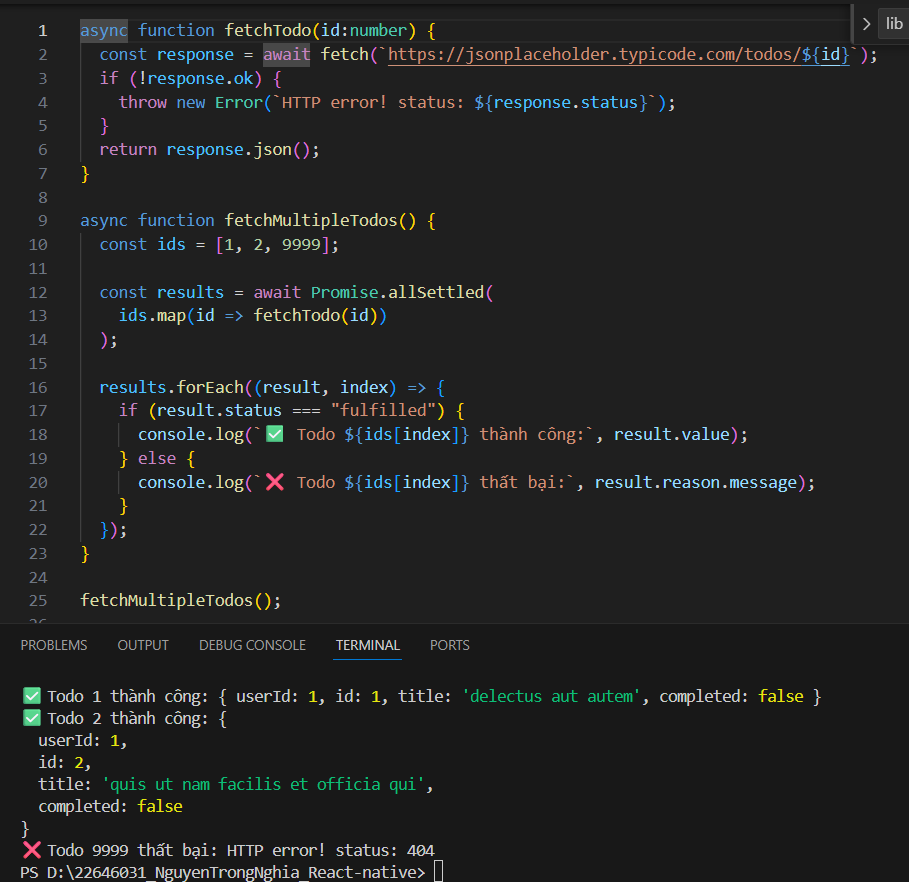 lib
1 async function fetchTodo(id:number) {
2   const response = await fetch(`https://jsonplaceholder.typicode.com/todos/${id}`);
3   if (!response.ok) {
4     throw new Error(`HTTP error! status: ${response.status}`);
5   }
6   return response.json();
7 }
8
9 async function fetchMultipleTodos() {
10   const ids = [1, 2, 9999];
11
12   const results = await Promise.allSettled(
13     ids.map(id => fetchTodo(id))
14   );
15
16   results.forEach((result, index) => {
17     if (result.status === "fulfilled") {
18       console.log(`✅ Todo ${ids[index]} thành công:`, result.value);
19     } else {
20       console.log(`❌ Todo ${ids[index]} thất bại:`, result.reason.message);
21     }
22   });
23 }
24
25 fetchMultipleTodos();
PROBLEMS OUTPUT DEBUG CONSOLE TERMINAL PORTS
✅ Todo 1 thành công: { userId: 1, id: 1, title: 'delectus aut autem', completed: false }
✅ Todo 2 thành công: {
  userId: 1,
  id: 2,
  title: 'quis ut nam facilis et officia qui',
  completed: false
}
❌ Todo 9999 thất bại: HTTP error! status: 404
PS D:\22646031_NguyenTrongNghia_React-native>